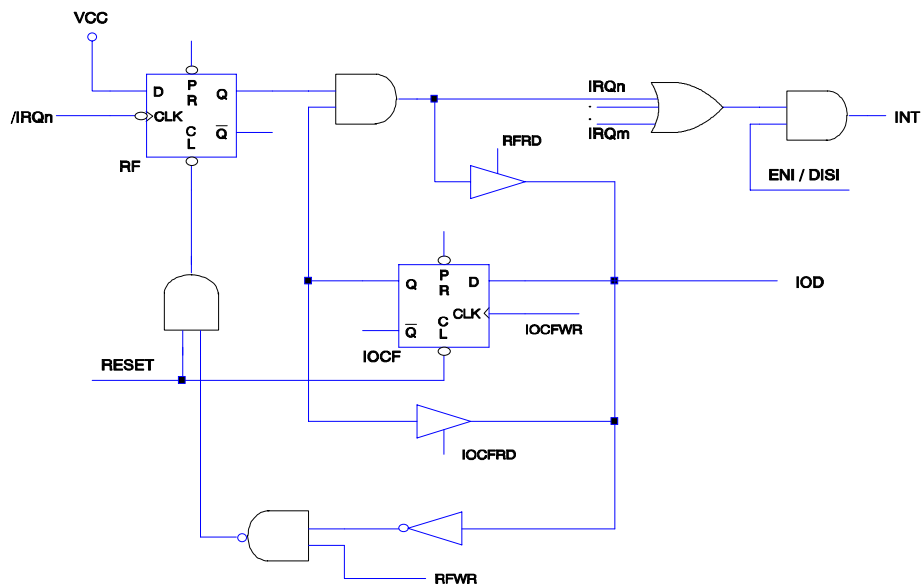 VCC
/IRQn
D
P
R
Q
CLK
C
L
Q
RF
IRQn
.
.
IRQm
INT
ENI / DISI
RFRD
Q
P
R
D
CLK
C
L
Q
IOCF
IOCFWR
IOD
RESET
IOCFRD
RFWR